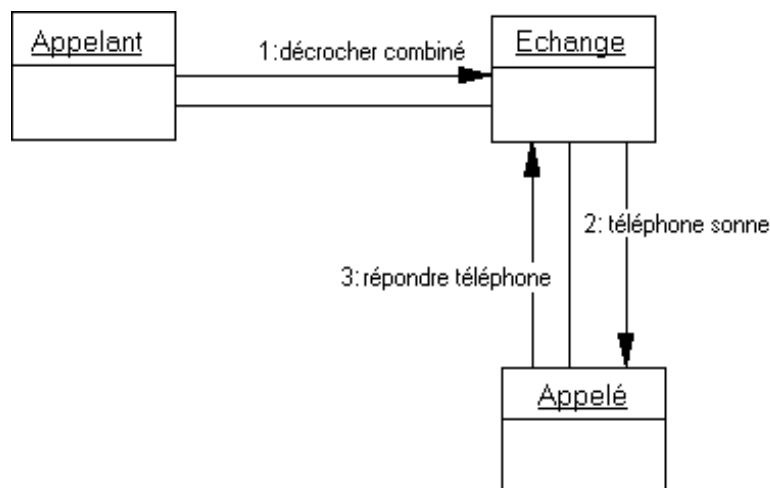 Appelant
1:décrocher combiné
Echange
2: téléphone sonne
3:répondre téléphone
Appelé